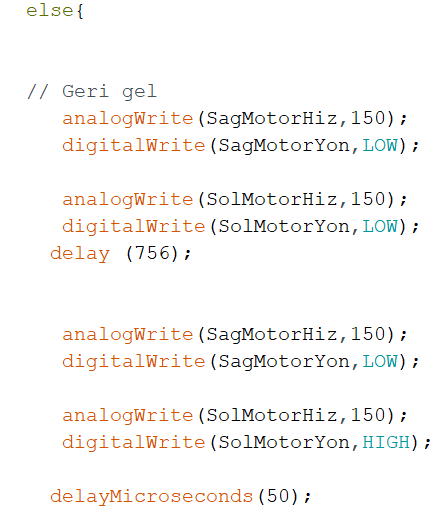 else{
// Geri gel
analogWrite(SagMotorHiz,150);
digitalWrite(SagMotorYon,LOW);
analogWrite(SolMotorHiz,150);
digitalWrite(SolMotorYon,LOW);
delay (756);
analogWrite(SagMotorHiz,150);
digitalWrite(SagMotorYon,LOW);
analogWrite(SolMotorHiz,150);
digitalWrite(SolMotorYon,HIGH);
delayMicroseconds(50);